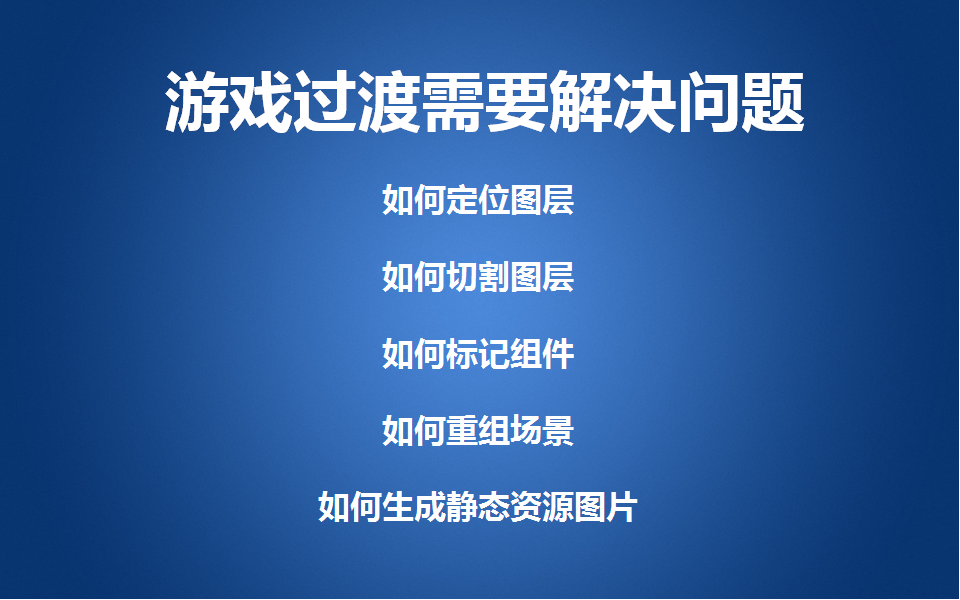 游戏过渡需要解决问题
如何定位图层
如何切割图层
如何标记组件
如何重组场景
如何生成静态资源图片